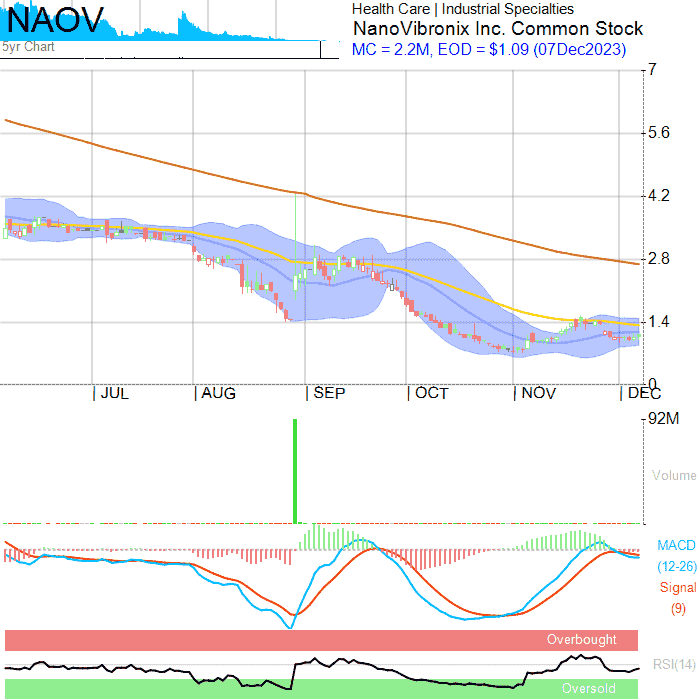 NAOV
5yr Chart
Health Care | Industrial Specialties
NanoVibronix Inc. Common Stock
MC = 2.2M, EOD = $1.09 (07Dec2023)
7
5.6
4.2
2.8
1.4
0
JUL
AUG
SEP
OCT
NOV
DEC
92M
Volume
MACD
(12-26)
Signal
(9)
Overbought
RSI(14)
Oversold